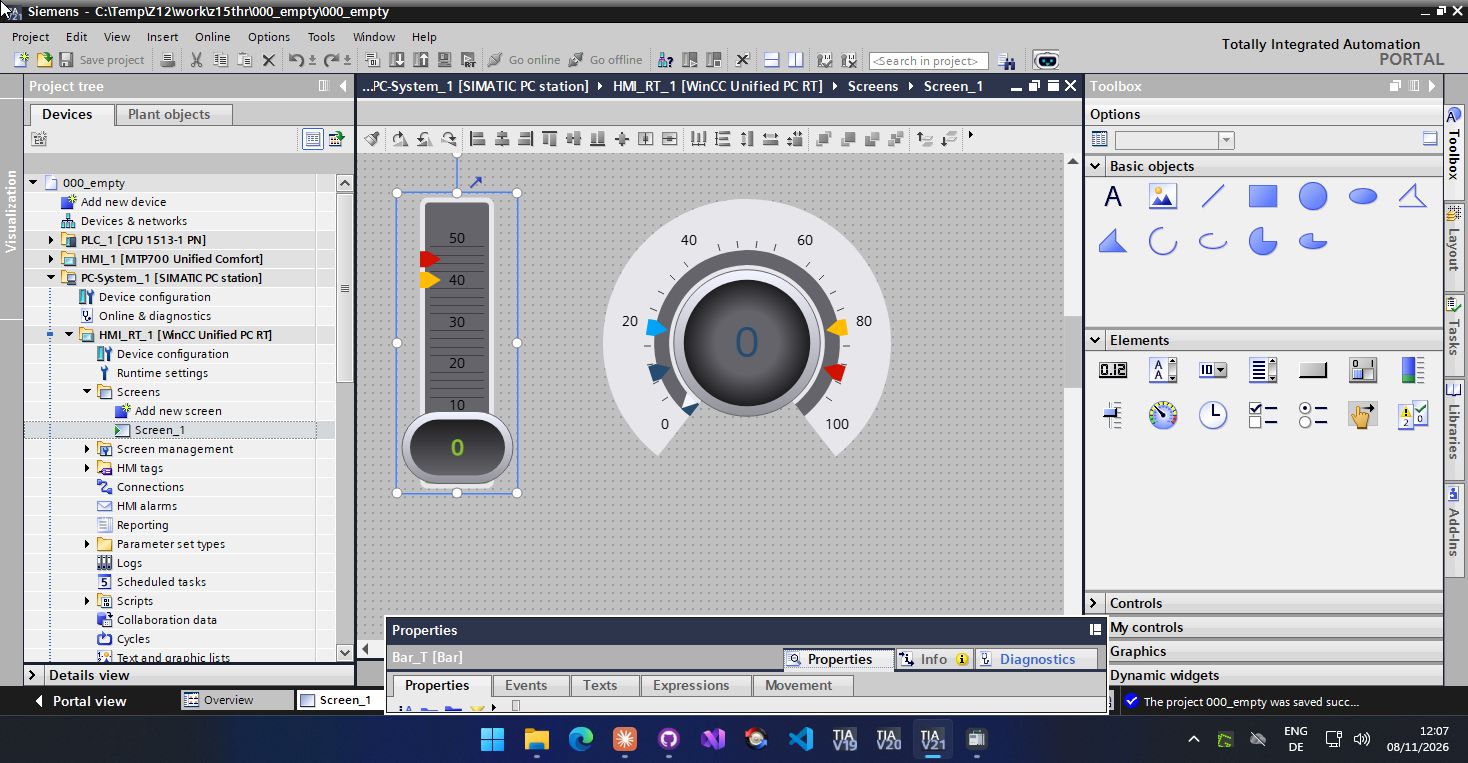 Siemens - C:\Temp\Z12\work\z15thr\000_empty\000_empty
Project Edit View Insert Online Options Tools Window Help
Totally Integrated Automation
PORTAL
Save project
Go online
Go offline
<Search in project>
Project tree
Devices
Plant objects
Visualization
000_empty
Add new device
Devices & networks
PLC_1 [CPU 1513-1 PN]
HMI_1 [MTP700 Unified Comfort]
PC-System_1 [SIMATIC PC station]
Device configuration
Online & diagnostics
HMI_RT_1 [WinCC Unified PC RT]
Device configuration
Runtime settings
Screens
Add new screen
Screen_1
Screen management
HMI tags
Connections
HMI alarms
Reporting
Parameter set types
Logs
Scheduled tasks
Scripts
Collaboration data
Cycles
Text and graphic lists
Details view
...PC-System_1 [SIMATIC PC station] HMI_RT_1 [WinCC Unified PC RT] Screens Screen_1
50
40
30
20
10
0
0
20
40
60
80
100
0
Properties
Bar_T [Bar]
Properties
Info
Diagnostics
Properties
Events
Texts
Expressions
Movement
Toolbox
Options
Basic objects
A
Elements
0.12
A
A
10
Controls
My controls
Graphics
Dynamic widgets
Toolbox
Layout
Tasks
Libraries
Add-Ins
Portal view
Overview
Screen_1
The project 000_empty was saved succ...
TIA V19
TIA V20
TIA V21
ENG
DE
12:07
08/11/2026